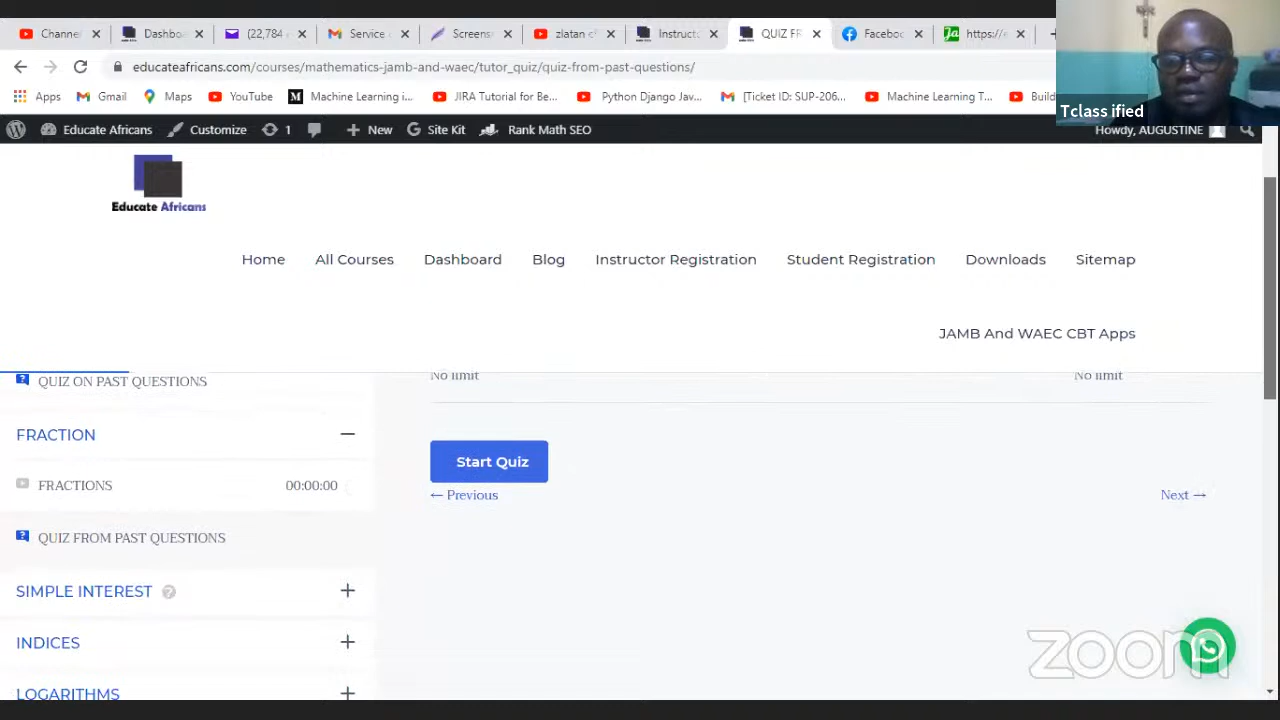 Channel
Dashboa
(22,784
Service
Screens
zlatan
Instruct
QUIZ FR
Facebo
https://
educateafricans.com/courses/mathematics-jamb-and-waec/tutor_quiz/quiz-from-past-questions/
Apps
Gmail
Maps
YouTube
Machine Learning i...
JIRA Tutorial for Be...
Python Django Jav...
[Ticket ID: SUP-206...
Machine Learning T...
Build
Tclass ified
Educate Africans
Customize
1
New
Site Kit
Rank Math SEO
Howdy, AUGUSTINE
Educate Africans
Home
All Courses
Dashboard
Blog
Instructor Registration
Student Registration
Downloads
Sitemap
JAMB And WAEC CBT Apps
QUIZ ON PAST QUESTIONS
No limit
No limit
FRACTION
Start Quiz
FRACTIONS 00:00:00
← Previous
Next →
QUIZ FROM PAST QUESTIONS
SIMPLE INTEREST ?
INDICES
LOGARITHMS
zoom